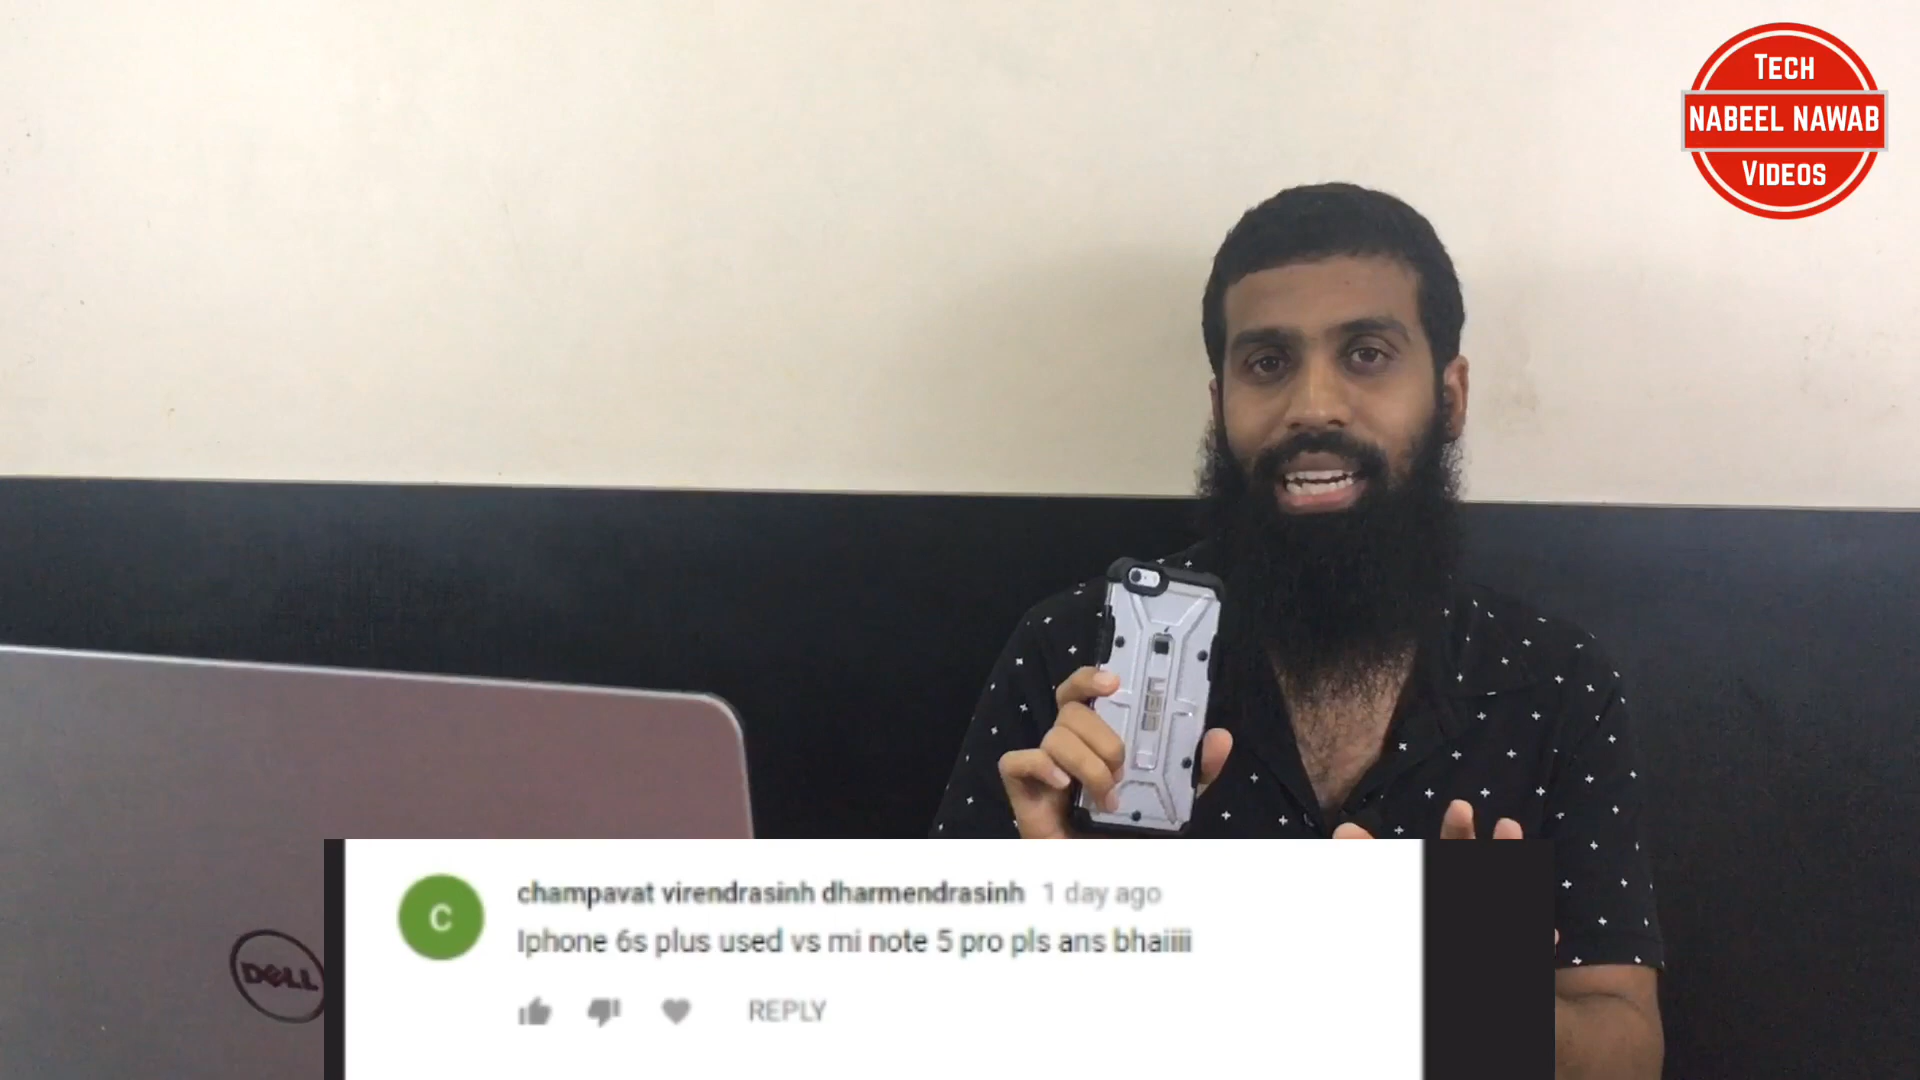 TECH
NABEEL NAWAB
VIDEOS
UAG
DELL
C
champavat virendrasinh dharmendrasinh 1 day ago
Iphone 6s plus used vs mi note 5 pro pls ans bhaiiii
REPLY